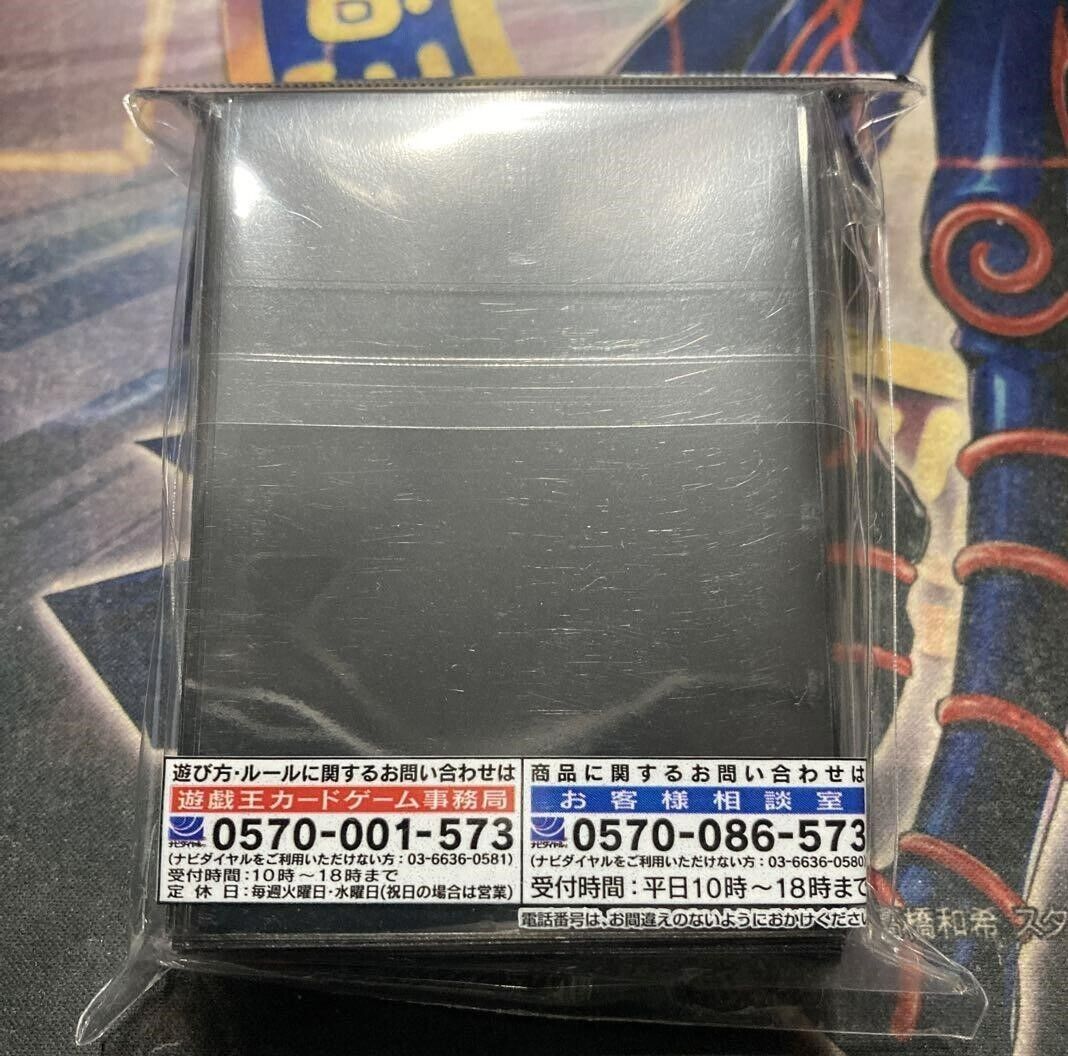 遊び方・ルールに関するお問い合わせは
遊戯王カードゲーム事務局
0570-001-573
(ナビダイヤルをご利用いただけない方：03-6636-0581)
受付時間：10時～18時まで
定休日：毎週火曜日・水曜日(祝日の場合は営業)
商品に関するお問い合わせは
お客様相談室
0570-086-573
(ナビダイヤルをご利用いただけない方：03-6636-0580)
受付時間：平日10時～18時まで
電話番号は、お間違えのないようにおかけください
高橋和希 スタ